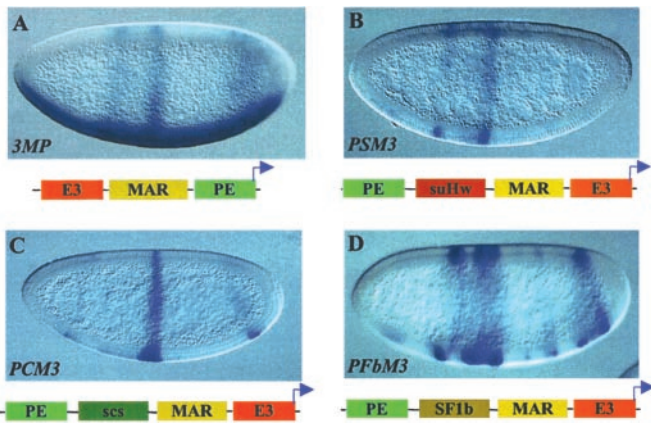 A
3MP
E3 MAR PE
B
PSM3
PE suHw MAR E3
C
PCM3
PE scs MAR E3
D
PFbM3
PE SF1b MAR E3